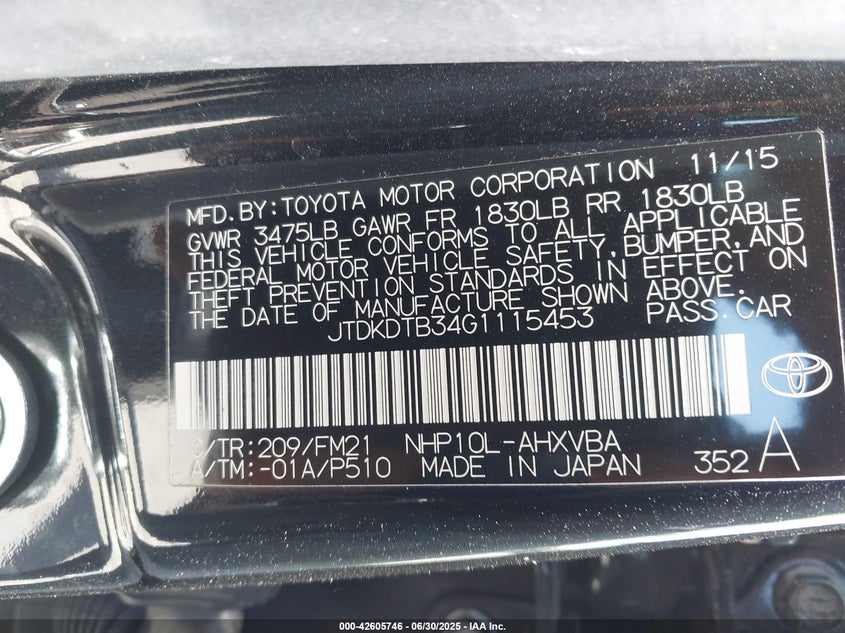 MFD.BY:TOYOTA MOTOR CORPORATION 11/15
GVWR 3475LB GAWR FR 1830LB RR 1830LB
THIS VEHICLE CONFORMS TO ALL APPLICABLE
FEDERAL MOTOR VEHICLE SAFETY,BUMPER,AND
THEFT PREVENTION STANDARDS IN EFFECT ON
THE DATE OF MANUFACTURE SHOWN ABOVE.
JTDKDTB34G1115453 PASS.CAR
C/TR:209/FM21 NHP10L-AHXVBA
A/TM:-01A/P510 MADE IN JAPAN 352 A
000-42605746 - 06/30/2025 - IAA Inc.